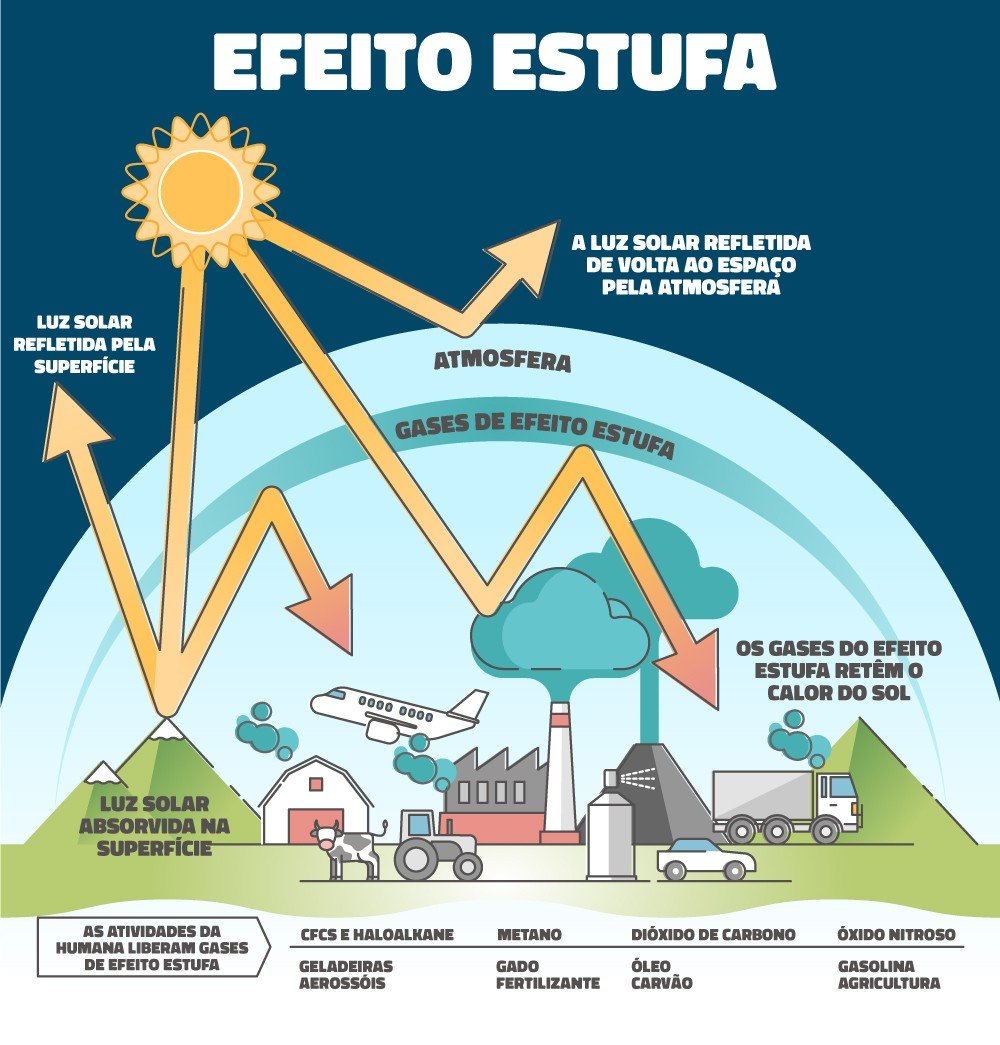 EFEITO ESTUFA
A LUZ SOLAR REFLETIDA
DE VOLTA AO ESPAÇO
PELA ATMOSFERA
LUZ SOLAR
REFLETIDA PELA
SUPERFÍCIE
ATMOSFERA
GASES DE EFEITO ESTUFA
OS GASES DO EFEITO
ESTUFA RETÊM O
CALOR DO SOL
LUZ SOLAR
ABSORVIDA NA
SUPERFÍCIE
AS ATIVIDADES DA
HUMANA LIBERAM GASES
DE EFEITO ESTUFA
CFCS E HALOALKANE
METANO
DIÓXIDO DE CARBONO
ÓXIDO NITROSO
GELADEIRAS
AEROSSÓIS
GADO
FERTILIZANTE
ÓLEO
CARVÃO
GASOLINA
AGRICULTURA